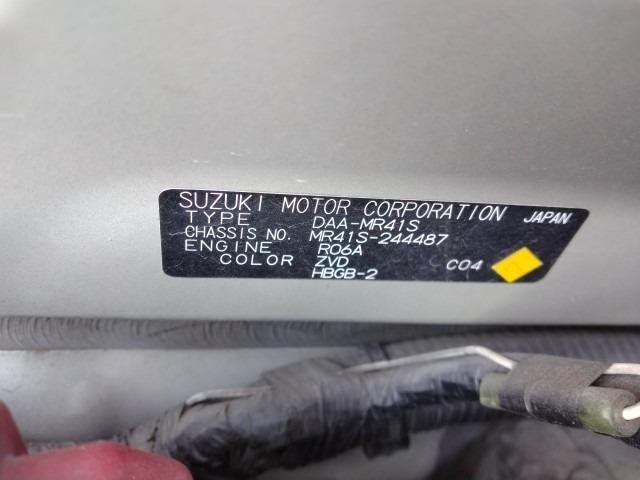 SUZUKI MOTOR CORPORATION JAPAN
TYPE DAA-MR41S
CHASSIS NO. MR41S-244487
ENGINE R06A
COLOR ZVD C04
HBGB-2